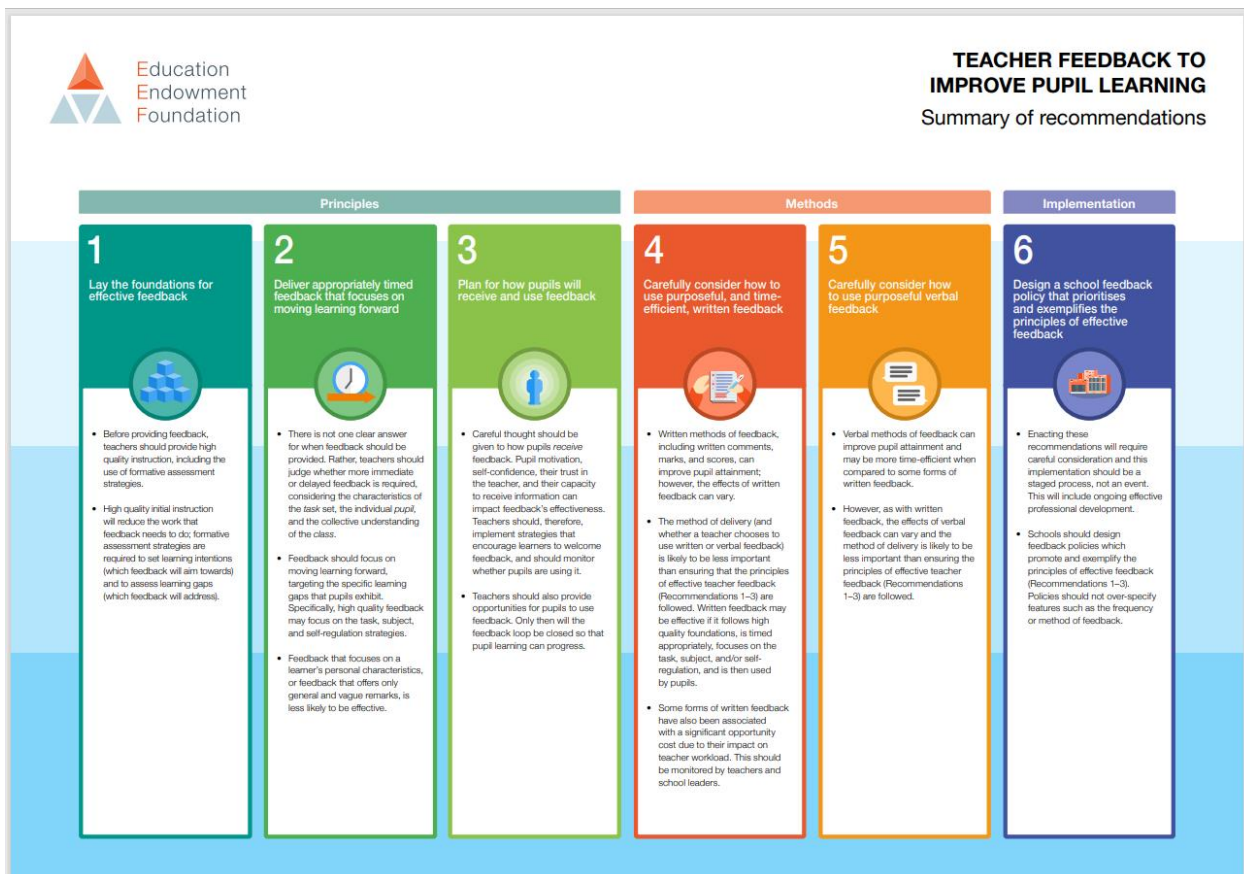 Education
Endowment
Foundation
TEACHER FEEDBACK TO
IMPROVE PUPIL LEARNING
Summary of recommendations
Principles
Methods
Implementation
1
Lay the foundations for
effective feedback
• Before providing feedback,
teachers should provide high
quality instruction, including the
use of formative assessment
strategies.
• High quality initial instruction
will reduce the work that
feedback needs to do; formative
assessment strategies are
required to set learning intentions
(which feedback will aim towards)
and to assess learning gaps
(which feedback will address).
2
Deliver appropriately timed
feedback that focuses on
moving learning forward
• There is not one clear answer
for when feedback should be
provided. Rather, teachers should
judge whether more immediate
or delayed feedback is required,
considering the characteristics of
the task set, the individual pupil,
and the collective understanding
of the class.
• Feedback should focus on
moving learning forward,
targeting the specific learning
gaps that pupils exhibit.
Specifically, high quality feedback
may focus on the task, subject,
and self-regulation strategies.
• Feedback that focuses on a
learner's personal characteristics,
or feedback that offers only
general and vague remarks, is
less likely to be effective.
3
Plan for how pupils will
receive and use feedback
• Careful thought should be
given to how pupils receive
feedback. Pupil motivation,
self-confidence, their trust in
the teacher, and their capacity
to receive information can
impact feedback's effectiveness.
Teachers should, therefore,
implement strategies that
encourage learners to welcome
feedback, and should monitor
whether pupils are using it.
• Teachers should also provide
opportunities for pupils to use
feedback. Only then will the
feedback loop be closed so that
pupil learning can progress.
4
Carefully consider how to
use purposeful, and time-
efficient, written feedback
• Written methods of feedback,
including written comments,
marks, and scores, can
improve pupil attainment;
however, the effects of written
feedback can vary.
• The method of delivery (and
whether a teacher chooses to
use written or verbal feedback)
is likely to be less important
than ensuring that the principles
of effective teacher feedback
(Recommendations 1–3) are
followed. Written feedback may
be effective if it follows high
quality foundations, is timed
appropriately, focuses on the
task, subject, and/or self-
regulation, and is then used
by pupils.
• Some forms of written feedback
have also been associated
with a significant opportunity
cost due to their impact on
teacher workload. This should
be monitored by teachers and
school leaders.
5
Carefully consider how
to use purposeful verbal
feedback
• Verbal methods of feedback can
improve pupil attainment and
may be more time-efficient when
compared to some forms of
written feedback.
• However, as with written
feedback, the effects of verbal
feedback can vary and the
method of delivery is likely to be
less important than ensuring the
principles of effective teacher
feedback (Recommendations
1–3) are followed.
6
Design a school feedback
policy that prioritises
and exemplifies the
principles of effective
feedback
• Enacting these
recommendations will require
careful consideration and this
implementation should be a
staged process, not an event.
This will include ongoing effective
professional development.
• Schools should design
feedback policies which
promote and exemplify the
principles of effective feedback
(Recommendations 1–3).
Policies should not over-specify
features such as the frequency
or method of feedback.